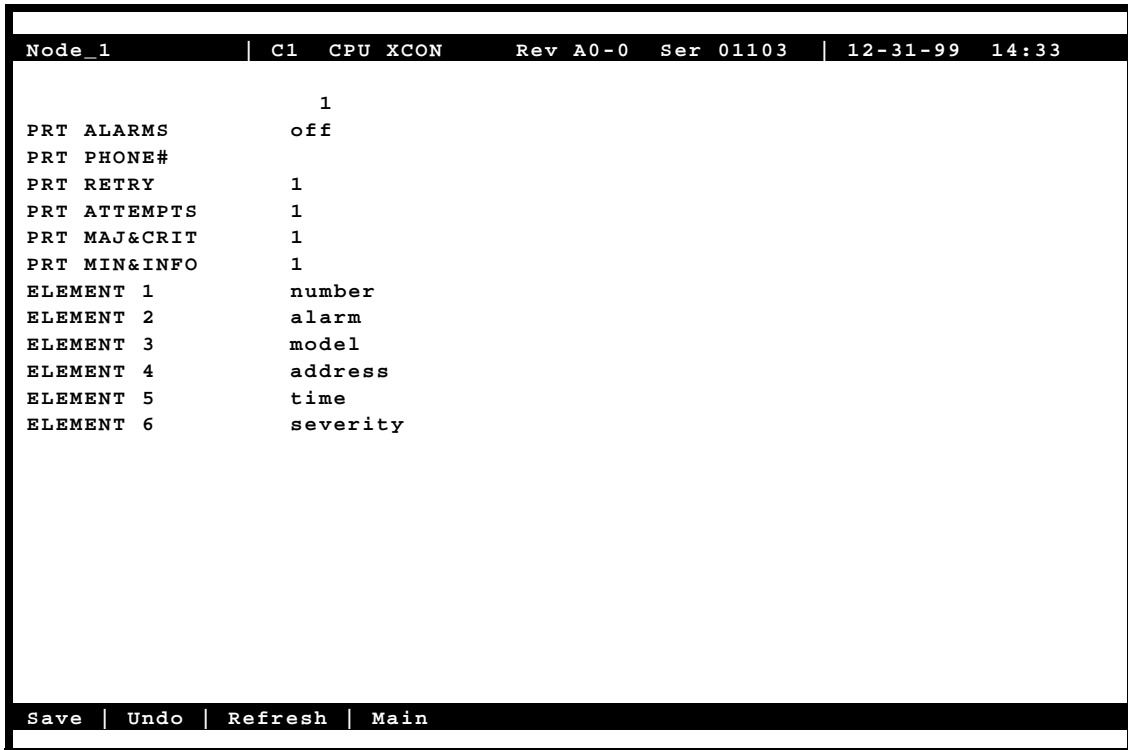 Node_1 | C1 CPU XCON Rev A0-0 Ser 01103 | 12-31-99 14:33
1
PRT ALARMS off
PRT PHONE#
PRT RETRY 1
PRT ATTEMPTS 1
PRT MAJ&CRIT 1
PRT MIN&INFO 1
ELEMENT 1 number
ELEMENT 2 alarm
ELEMENT 3 model
ELEMENT 4 address
ELEMENT 5 time
ELEMENT 6 severity
Save | Undo | Refresh | Main